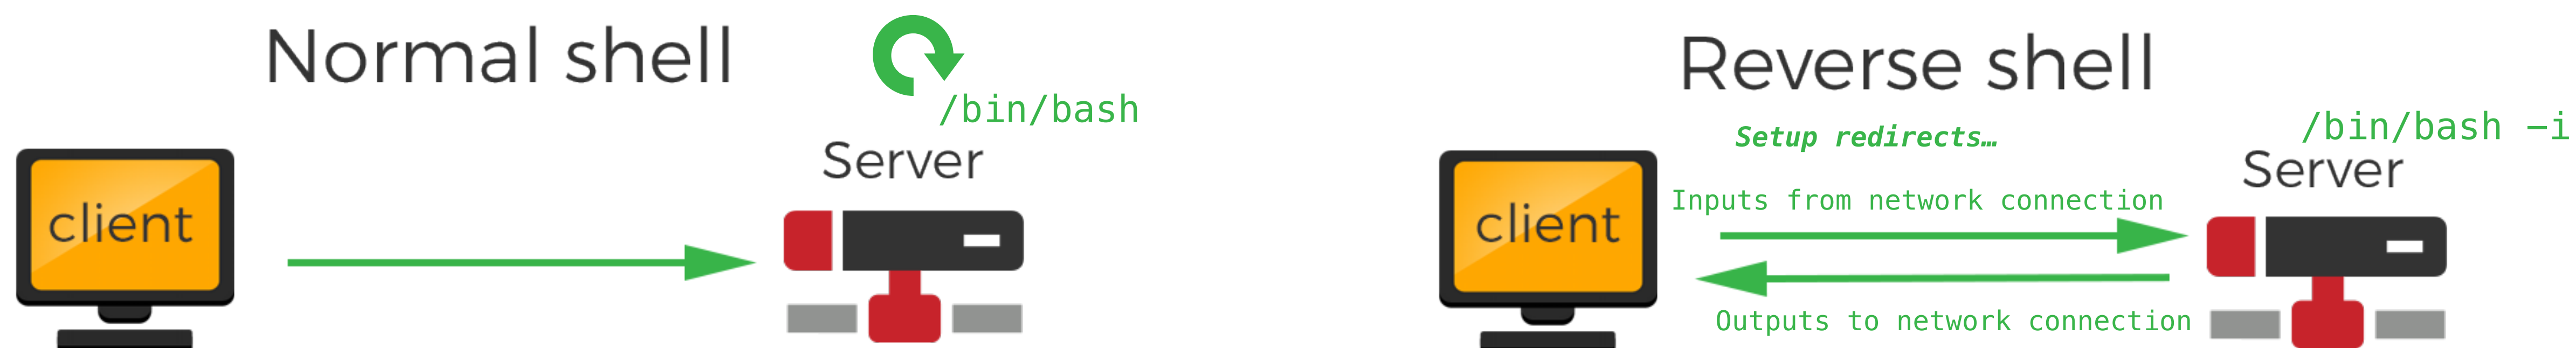 Normal shell
/bin/bash
Server
client
Reverse shell
Setup redirects…
/bin/bash -i
Server
Inputs from network connection
client
Outputs to network connection